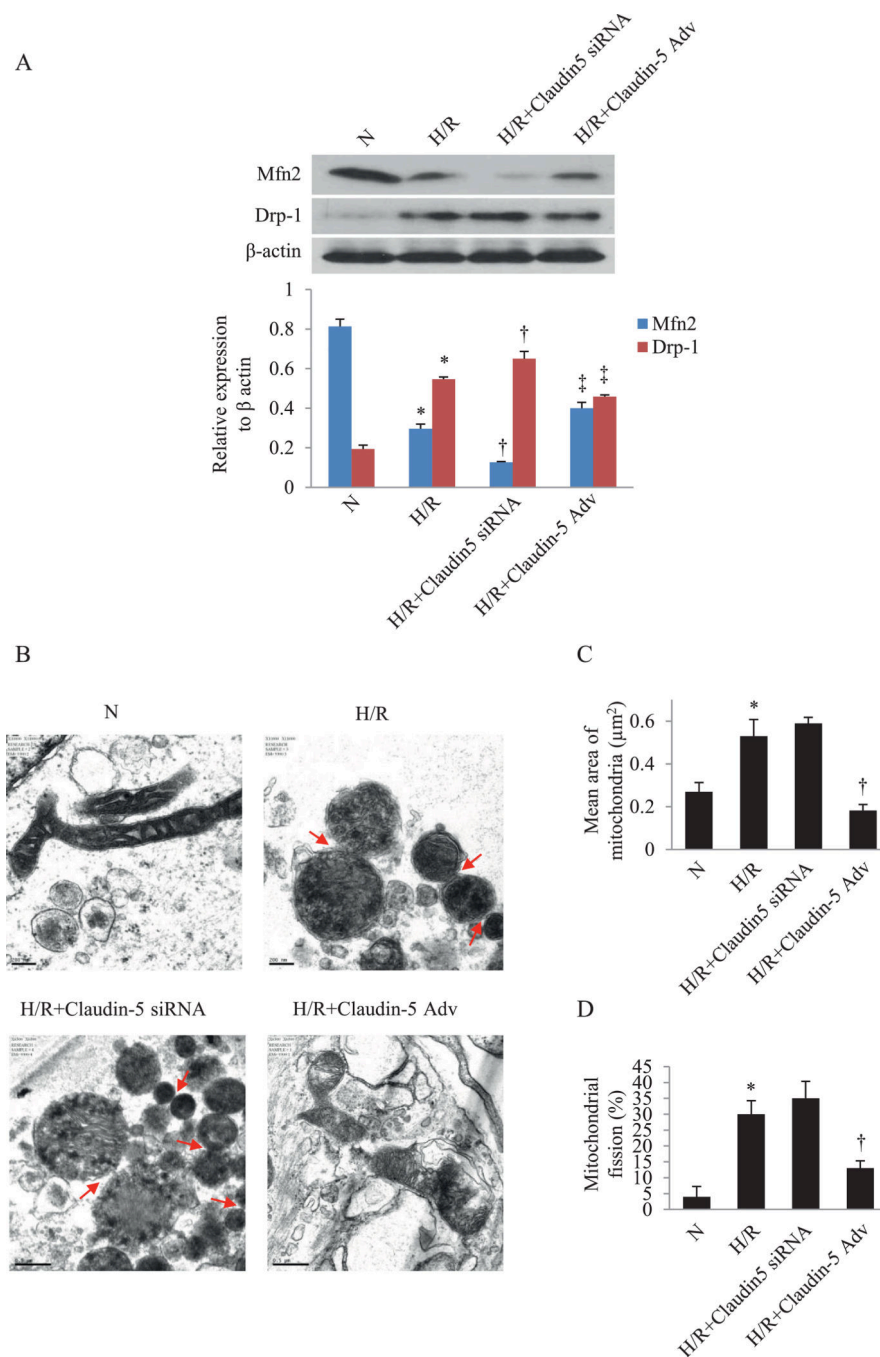 A
N
H/R
H/R+Claudin5 siRNA
H/R+Claudin-5 Adv
Mfn2
Drp-1
β-actin
1
0.8
0.6
0.4
0.2
0
Relative expression
to β actin
*
*
†
†
‡
‡
Mfn2
Drp-1
N
H/R
H/R+Claudin5 siRNA
H/R+Claudin-5 Adv
B
N
H/R
200 nm
H/R+Claudin-5 siRNA
H/R+Claudin-5 Adv
C
Mean area of
mitochondria (µm²)
0.6
0.4
0.2
0
*
†
N
H/R
H/R+Claudin5 siRNA
H/R+Claudin-5 Adv
D
Mitochondrial
fission (%)
45
40
35
30
25
20
15
10
5
0
*
†
N
H/R
H/R+Claudin5 siRNA
H/R+Claudin-5 Adv